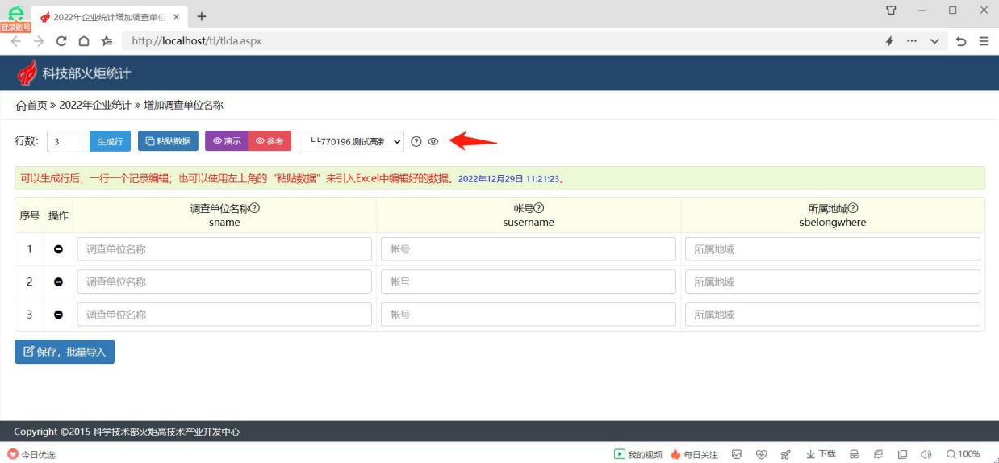 2022年企业统计增加调查单位
登录账号
http://localhost/tl/tlda.aspx
科技部火炬统计
首页 » 2022年企业统计 » 增加调查单位名称
行数: 3 生成行 粘贴数据 演示 参考 └└770196.测试高新
可以生成行后，一行一个记录编辑；也可以使用左上角的“粘贴数据”来引入Excel中编辑好的数据。2022年12月29日 11:21:23。
序号 操作 调查单位名称 帐号 所属地域
sname susername sbelongwhere
1 调查单位名称 帐号 所属地域
2 调查单位名称 帐号 所属地域
3 调查单位名称 帐号 所属地域
保存，批量导入
Copyright ©2015 科学技术部火炬高技术产业开发中心
今日优选 我的视频 每日关注 下载 100%